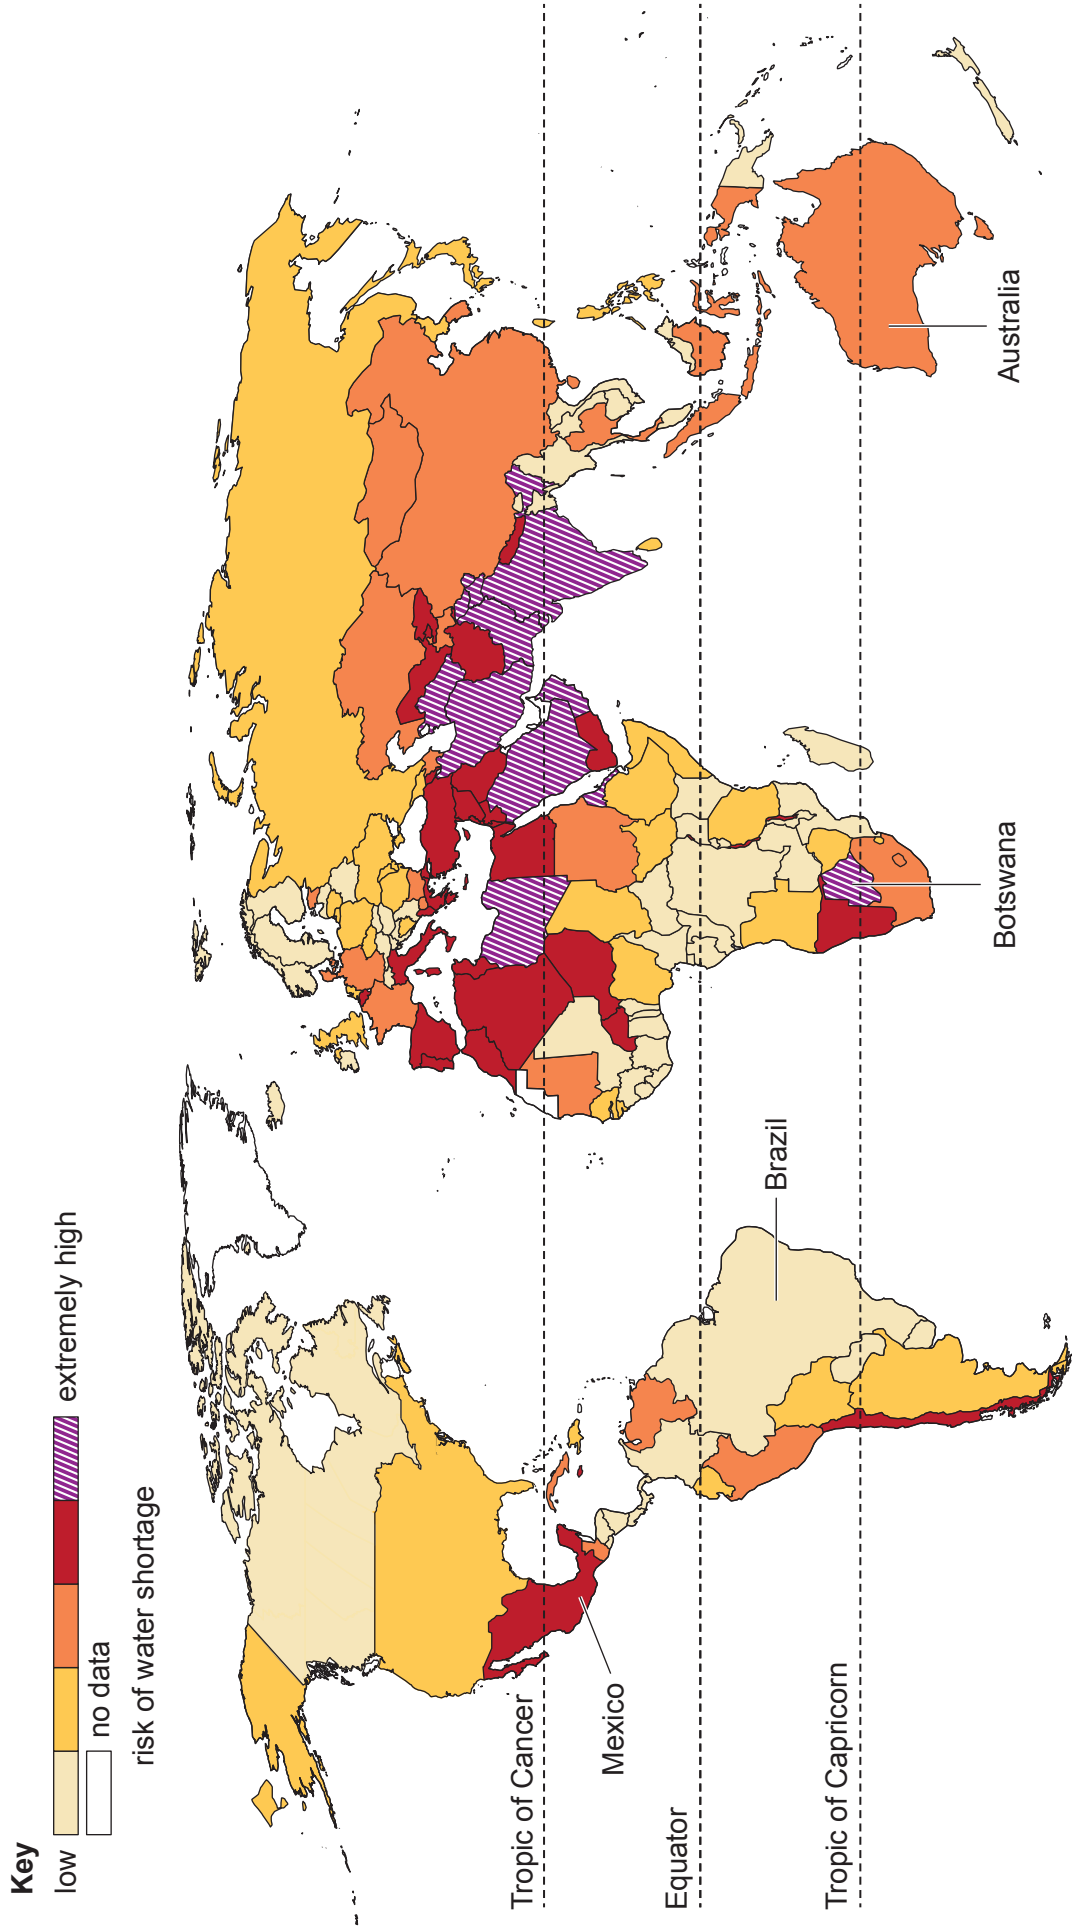 Key
low
extremely high
no data
risk of water shortage
Tropic of Cancer
Mexico
Equator
Brazil
Tropic of Capricorn
Botswana
Australia